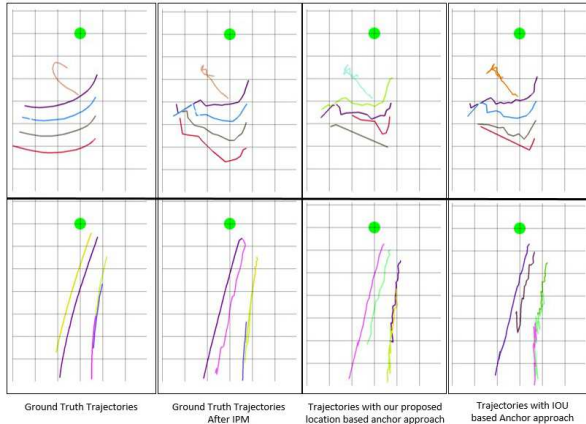 Ground Truth Trajectories
Ground Truth Trajectories
After IPM
Trajectories with our proposed
location based anchor approach
Trajectories with IOU
based Anchor approach